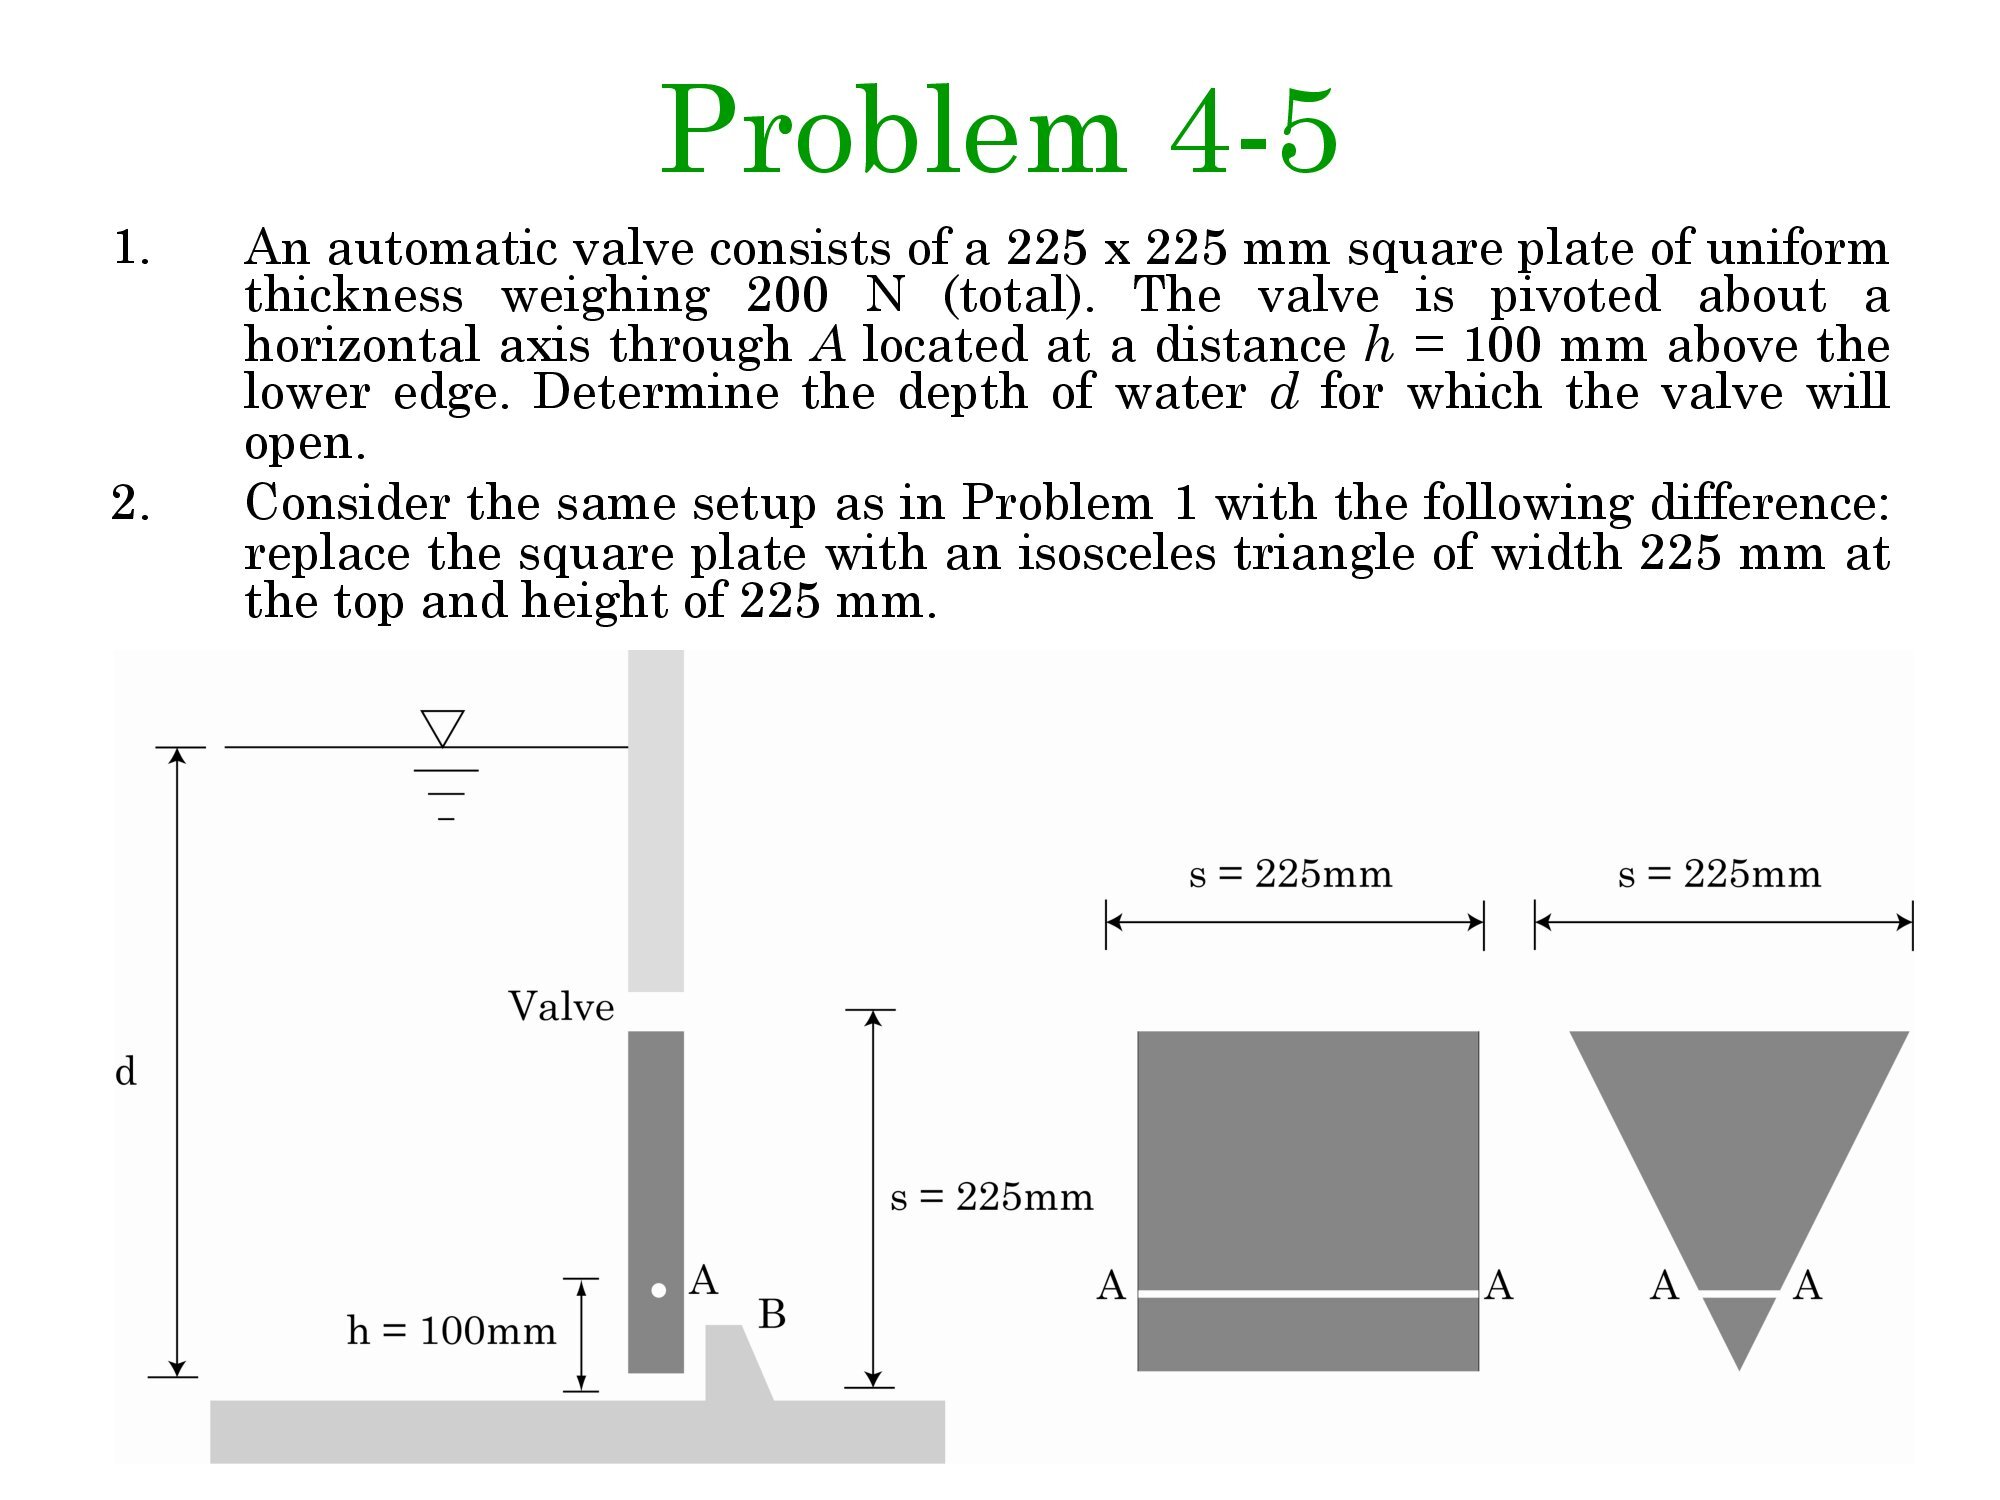 Problem 4-5
1. An automatic valve consists of a 225 x 225 mm square plate of uniform
thickness weighing 200 N (total). The valve is pivoted about a
horizontal axis through A located at a distance h = 100 mm above the
lower edge. Determine the depth of water d for which the valve will
open.
2. Consider the same setup as in Problem 1 with the following difference:
replace the square plate with an isosceles triangle of width 225 mm at
the top and height of 225 mm.
s = 225mm
s = 225mm
Valve
d
s = 225mm
A
A
A
A
A
B
h = 100mm